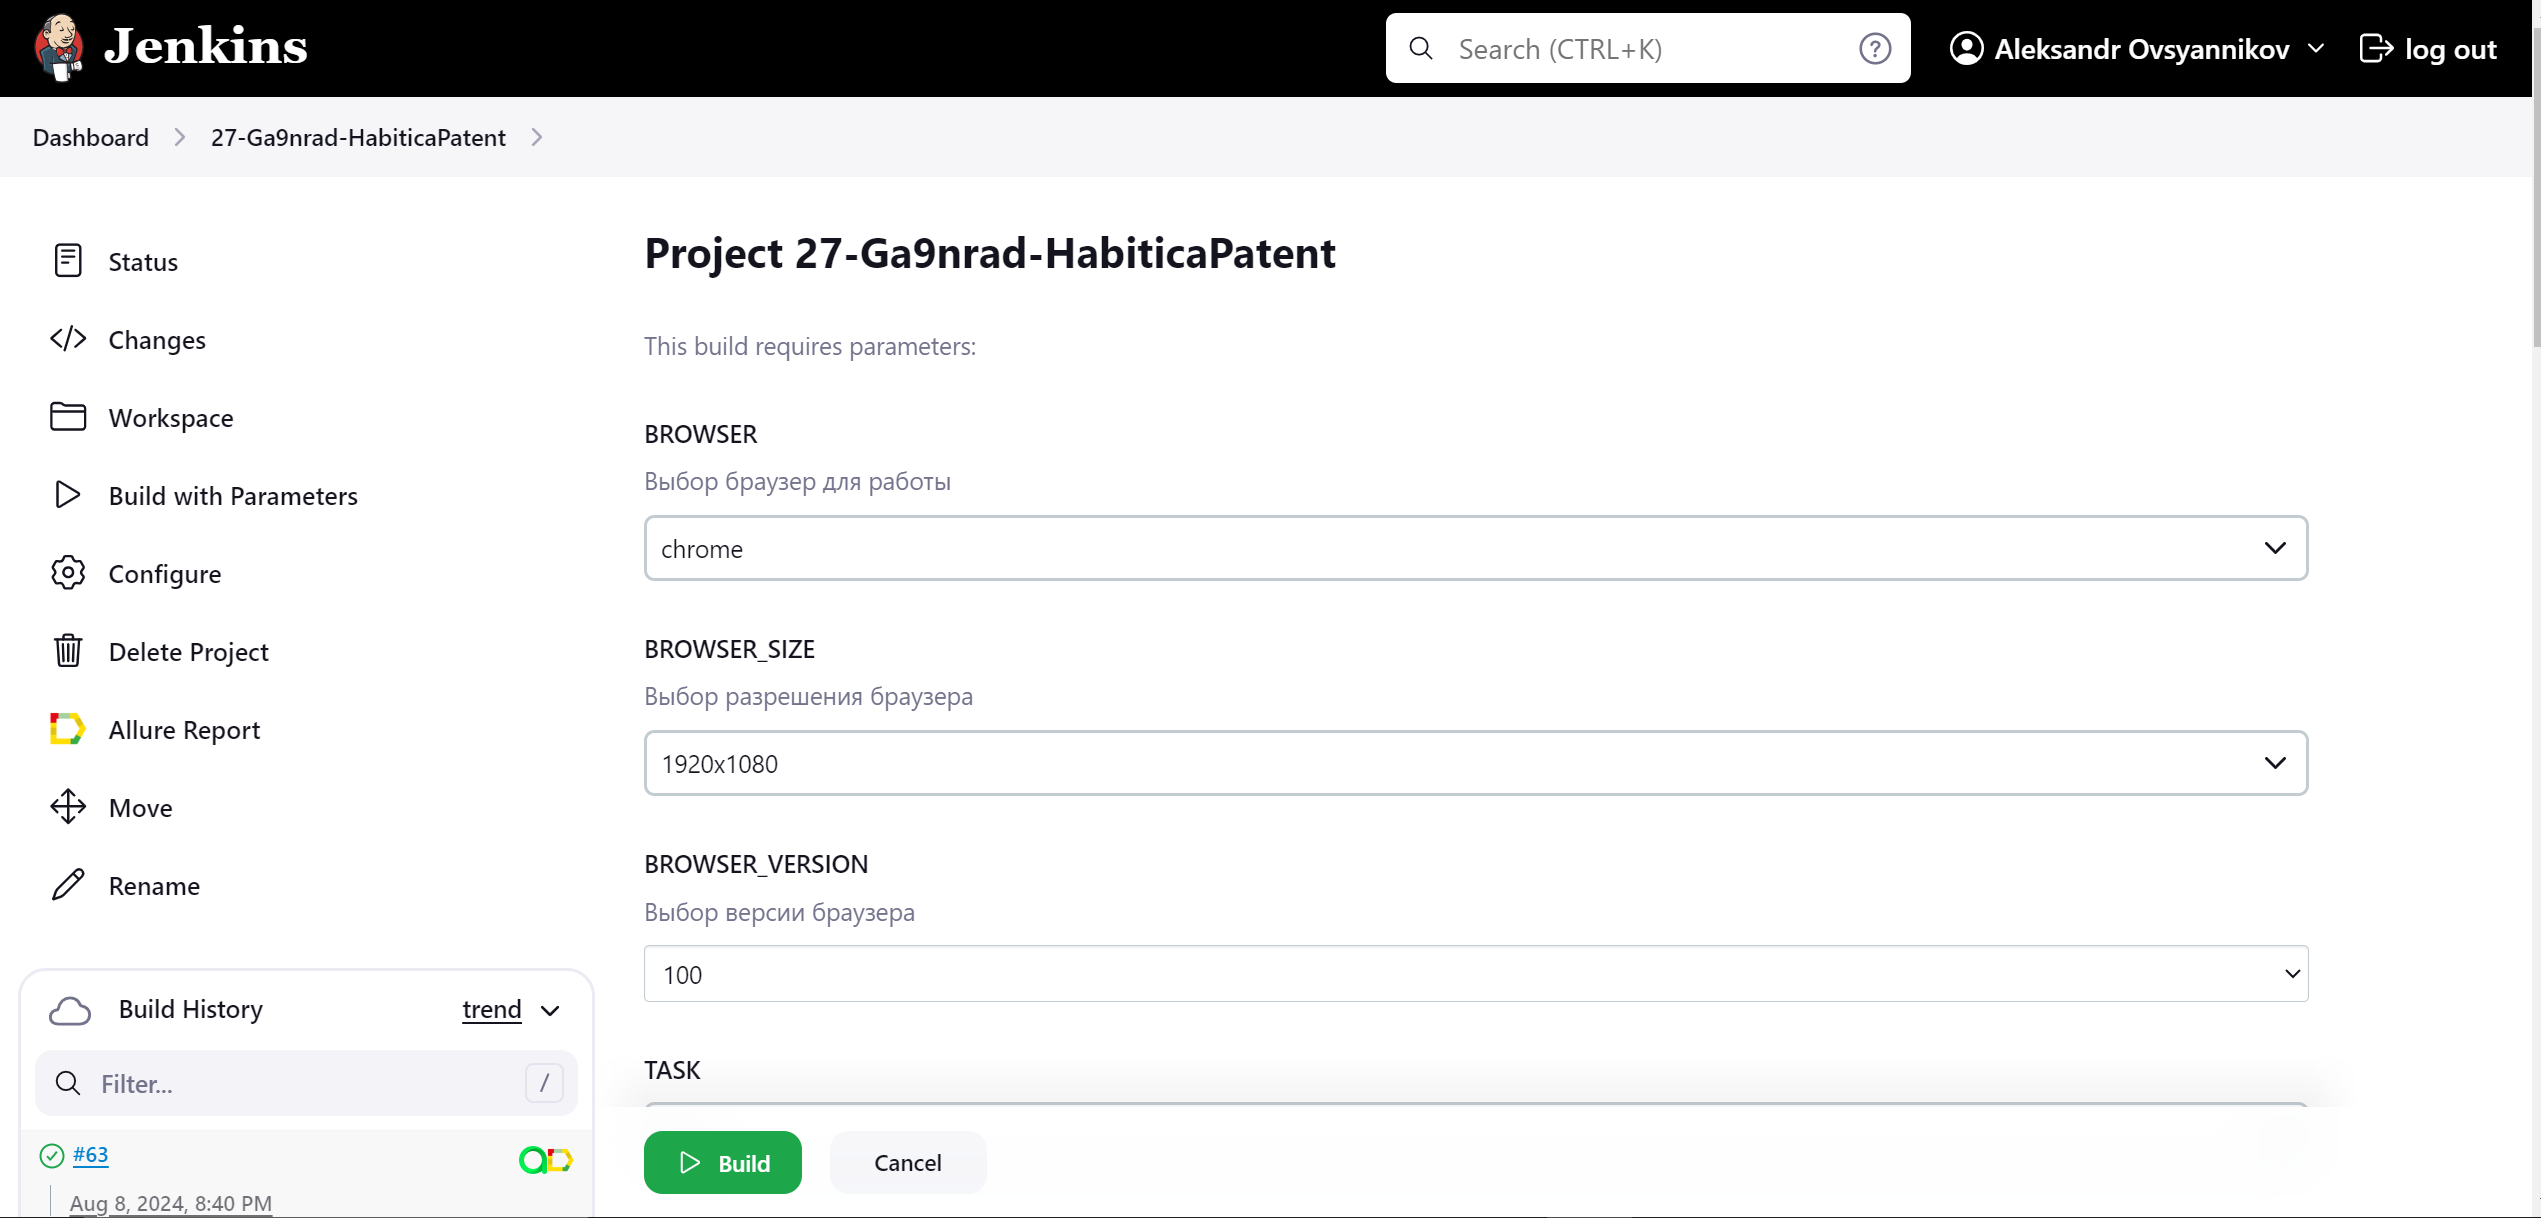 Jenkins
Search (CTRL+K)
?
Aleksandr Ovsyannikov
log out
Dashboard
27-Ga9nrad-HabiticaPatent
Status
Changes
Workspace
Build with Parameters
Configure
Delete Project
Allure Report
Move
Rename
Build History
trend
Filter...
/
#63
Aug 8, 2024, 8:40 PM
Project 27-Ga9nrad-HabiticaPatent
This build requires parameters:
BROWSER
Выбор браузер для работы
chrome
BROWSER_SIZE
Выбор разрешения браузера
1920x1080
BROWSER_VERSION
Выбор версии браузера
100
TASK
Build
Cancel